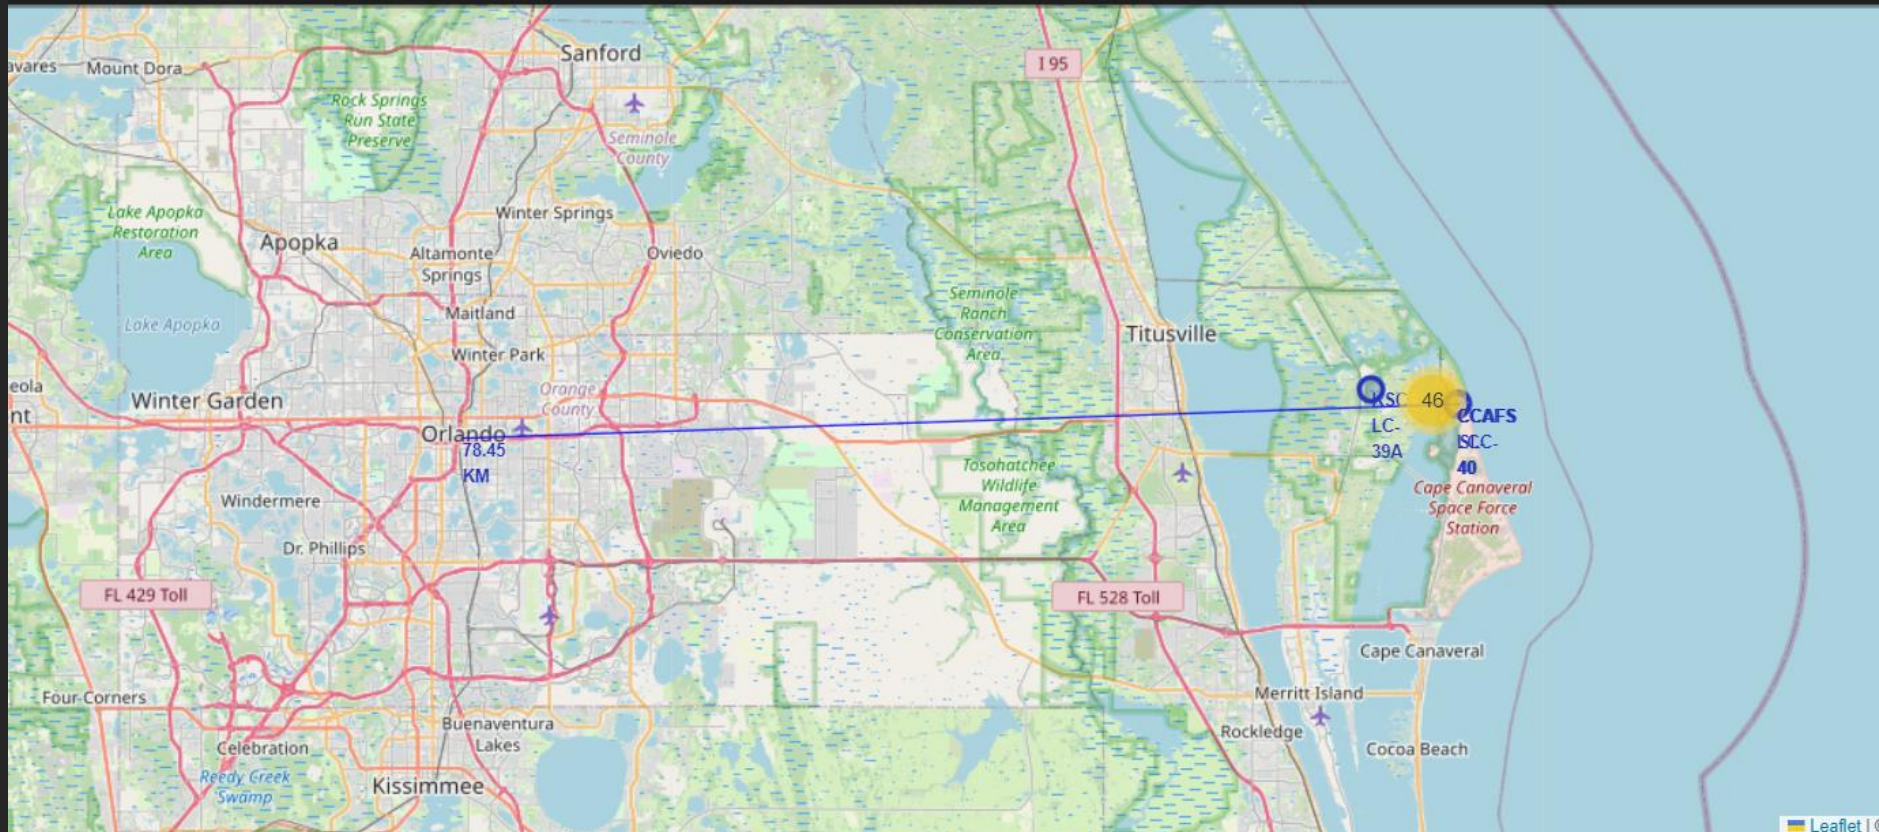 Sanford
I 95
avares
Mount Dora
Rock Springs
Run State
Preserve
Seminole
County
Lake Apopka
Restoration
Area
Winter Springs
Apopka
Altamonte
Springs
Oviedo
Seminole
Ranch
Conservation
Area
Lake Apopka
Maitland
Titusville
Winter Park
eola
Orange
County
Winter Garden
nt
Orlando
78.45
KM
KSC
LC-
39A
46
CCAFS
40
Tosohatchee
Wildlife
Management
Area
Cape Canaveral
Space Force
Station
Windermere
Dr. Phillips
FL 429 Toll
FL 528 Toll
Cape Canaveral
Four Corners
Merritt Island
Buenaventura
Lakes
Rockledge
Celebration
Cocoa Beach
Reedy Creek
Swamp
Kissimmee
Leaflet | ©